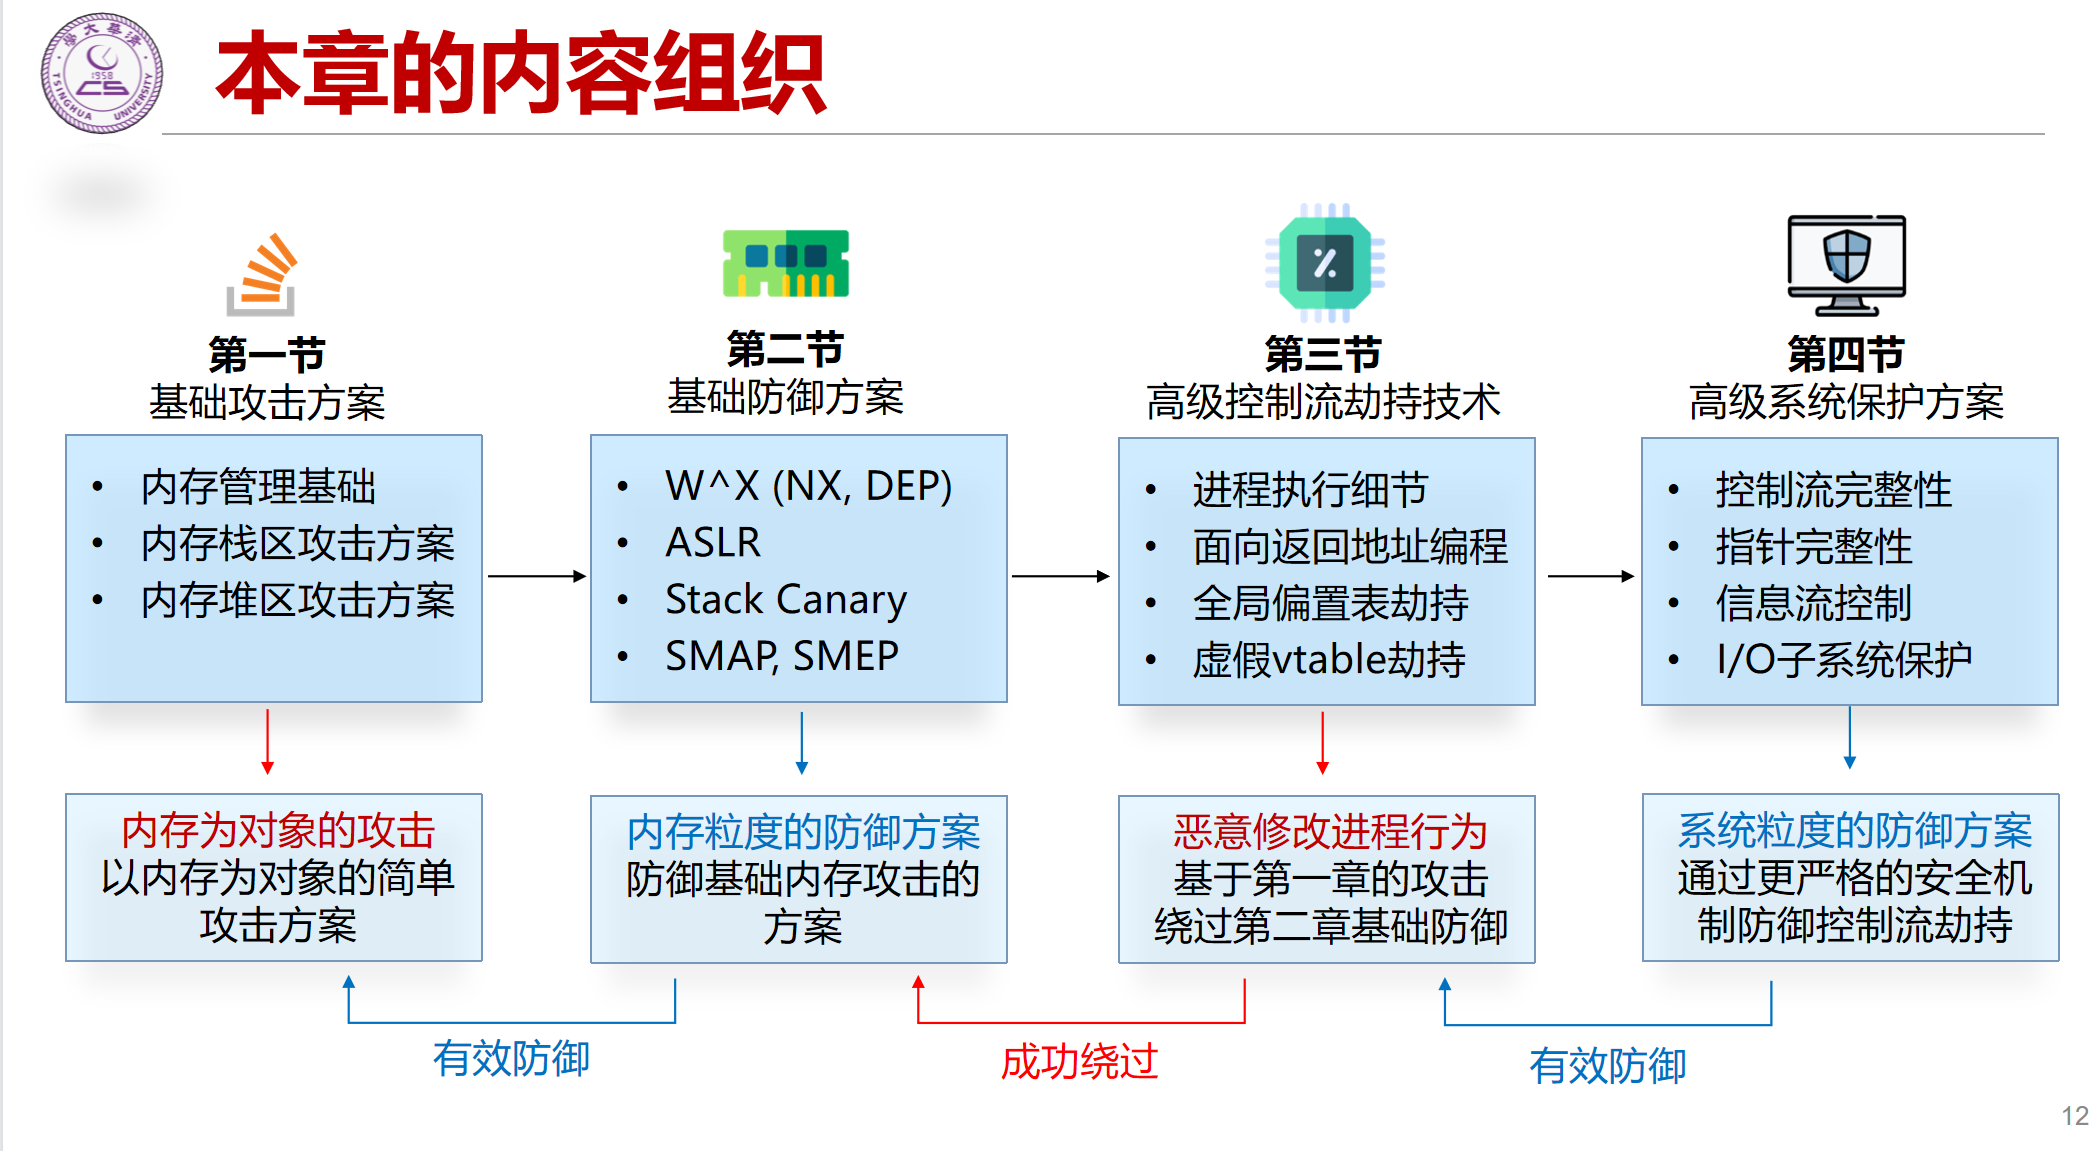 學大華清
1958
CS
TSINGHUA UNIVERSITY
本章的内容组织
第一节
基础攻击方案
• 内存管理基础
• 内存栈区攻击方案
• 内存堆区攻击方案
内存为对象的攻击
以内存为对象的简单
攻击方案
第二节
基础防御方案
• W^X (NX, DEP)
• ASLR
• Stack Canary
• SMAP, SMEP
内存粒度的防御方案
防御基础内存攻击的
方案
第三节
高级控制流劫持技术
• 进程执行细节
• 面向返回地址编程
• 全局偏置表劫持
• 虚假vtable劫持
恶意修改进程行为
基于第一章的攻击
绕过第二章基础防御
第四节
高级系统保护方案
• 控制流完整性
• 指针完整性
• 信息流控制
• I/O子系统保护
系统粒度的防御方案
通过更严格的安全机
制防御控制流劫持
有效防御
成功绕过
有效防御
12